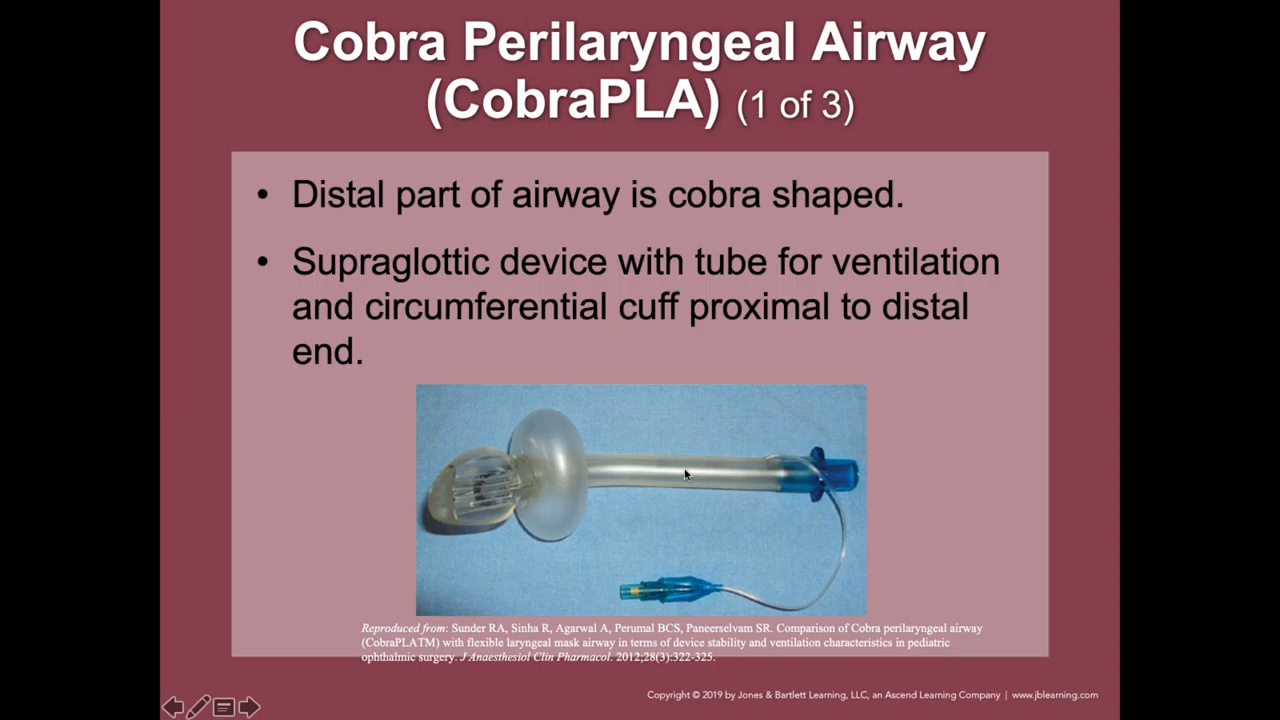 Cobra Perilaryngeal Airway
(CobraPLA) (1 of 3)
• Distal part of airway is cobra shaped.
• Supraglottic device with tube for ventilation
and circumferential cuff proximal to distal
end.
Reproduced from: Sunder RA, Sinha R, Agarwal A, Perumal BCS, Paneerselvam SR. Comparison of Cobra perilaryngeal airway
(CobraPLATM) with flexible laryngeal mask airway in terms of device stability and ventilation characteristics in pediatric
ophthalmic surgery. J Anaesthesiol Clin Pharmacol. 2012;28(3):322-325.
Copyright © 2019 by Jones & Bartlett Learning, LLC, an Ascend Learning Company | www.jblearning.com